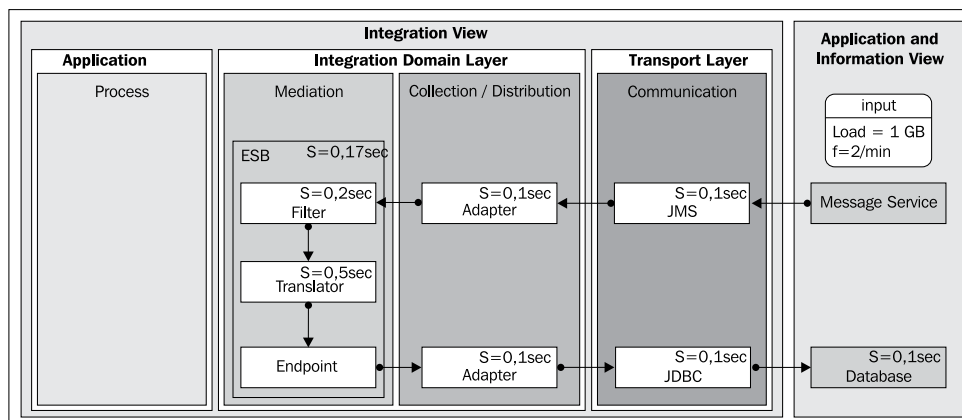 Integration View
Application
Process
Integration Domain Layer
Mediation
Collection / Distribution
Transport Layer
Communication
Application and
Information View
input
Load = 1 GB
f=2/min
ESB
S=0,17sec
S=0,2sec
Filter
S=0,1sec
Adapter
S=0,1sec
JMS
Message Service
S=0,5sec
Translator
Endpoint
S=0,1sec
Adapter
S=0,1sec
JDBC
S=0,1sec
Database